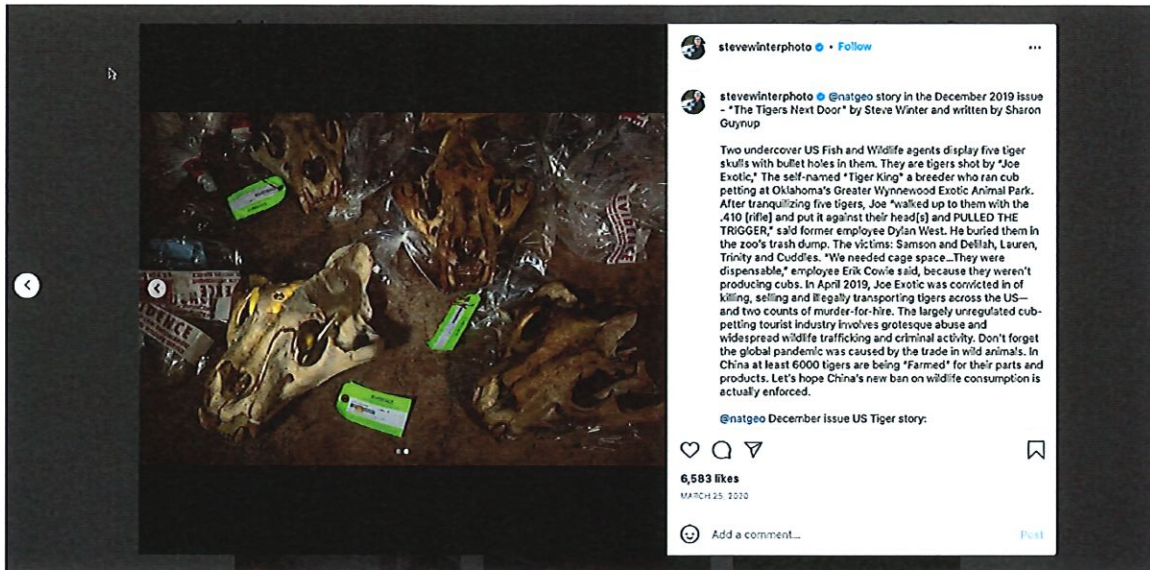 stevewinterphoto • Follow
stevewinterphoto @natgeo story in the December 2019 issue
- "The Tigers Next Door" by Steve Winter and written by Sharon
Guynup
Two undercover US Fish and Wildlife agents display five tiger
skulls with bullet holes in them. They are tigers shot by "Joe
Exotic," The self-named "Tiger King" a breeder who ran cub
petting at Oklahoma's Greater Wynnewood Exotic Animal Park.
After tranquilizing five tigers, Joe "walked up to them with the
.410 [rifle] and put it against their head[s] and PULLED THE
TRIGGER," said former employee Dylan West. He buried them in
the zoo's trash dump. The victims: Samson and Delilah, Lauren,
Trinity and Cuddles. "We needed cage space...They were
dispensable," employee Erik Cowie said, because they weren't
producing cubs. In April 2019, Joe Exotic was convicted in of
killing, selling and illegally transporting tigers across the US—
and two counts of murder-for-hire. The largely unregulated cub-
petting tourist industry involves grotesque abuse and
widespread wildlife trafficking and criminal activity. Don't forget
the global pandemic was caused by the trade in wild animals. In
China at least 6000 tigers are being "Farmed" for their parts and
products. Let's hope China's new ban on wildlife consumption is
actually enforced.
@natgeo December issue US Tiger story:
6,583 likes
MARCH 25, 2020
Add a comment...
Post
EVIDENCE
EVIDENCE